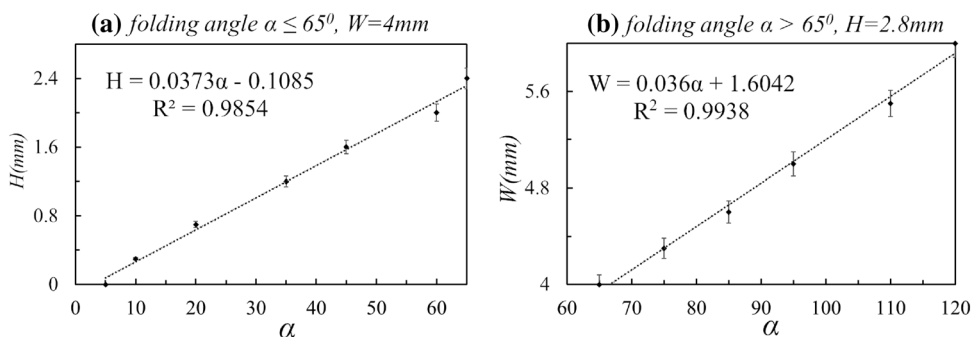 (a) folding angle α ≤ 65⁰, W=4mm
H = 0.0373α - 0.1085
R² = 0.9854
H(mm)
2.4
1.6
0.8
0
0 10 20 30 40 50 60
α
(b) folding angle α > 65⁰, H=2.8mm
W = 0.036α + 1.6042
R² = 0.9938
W(mm)
5.6
4.8
4
60 70 80 90 100 110 120
α